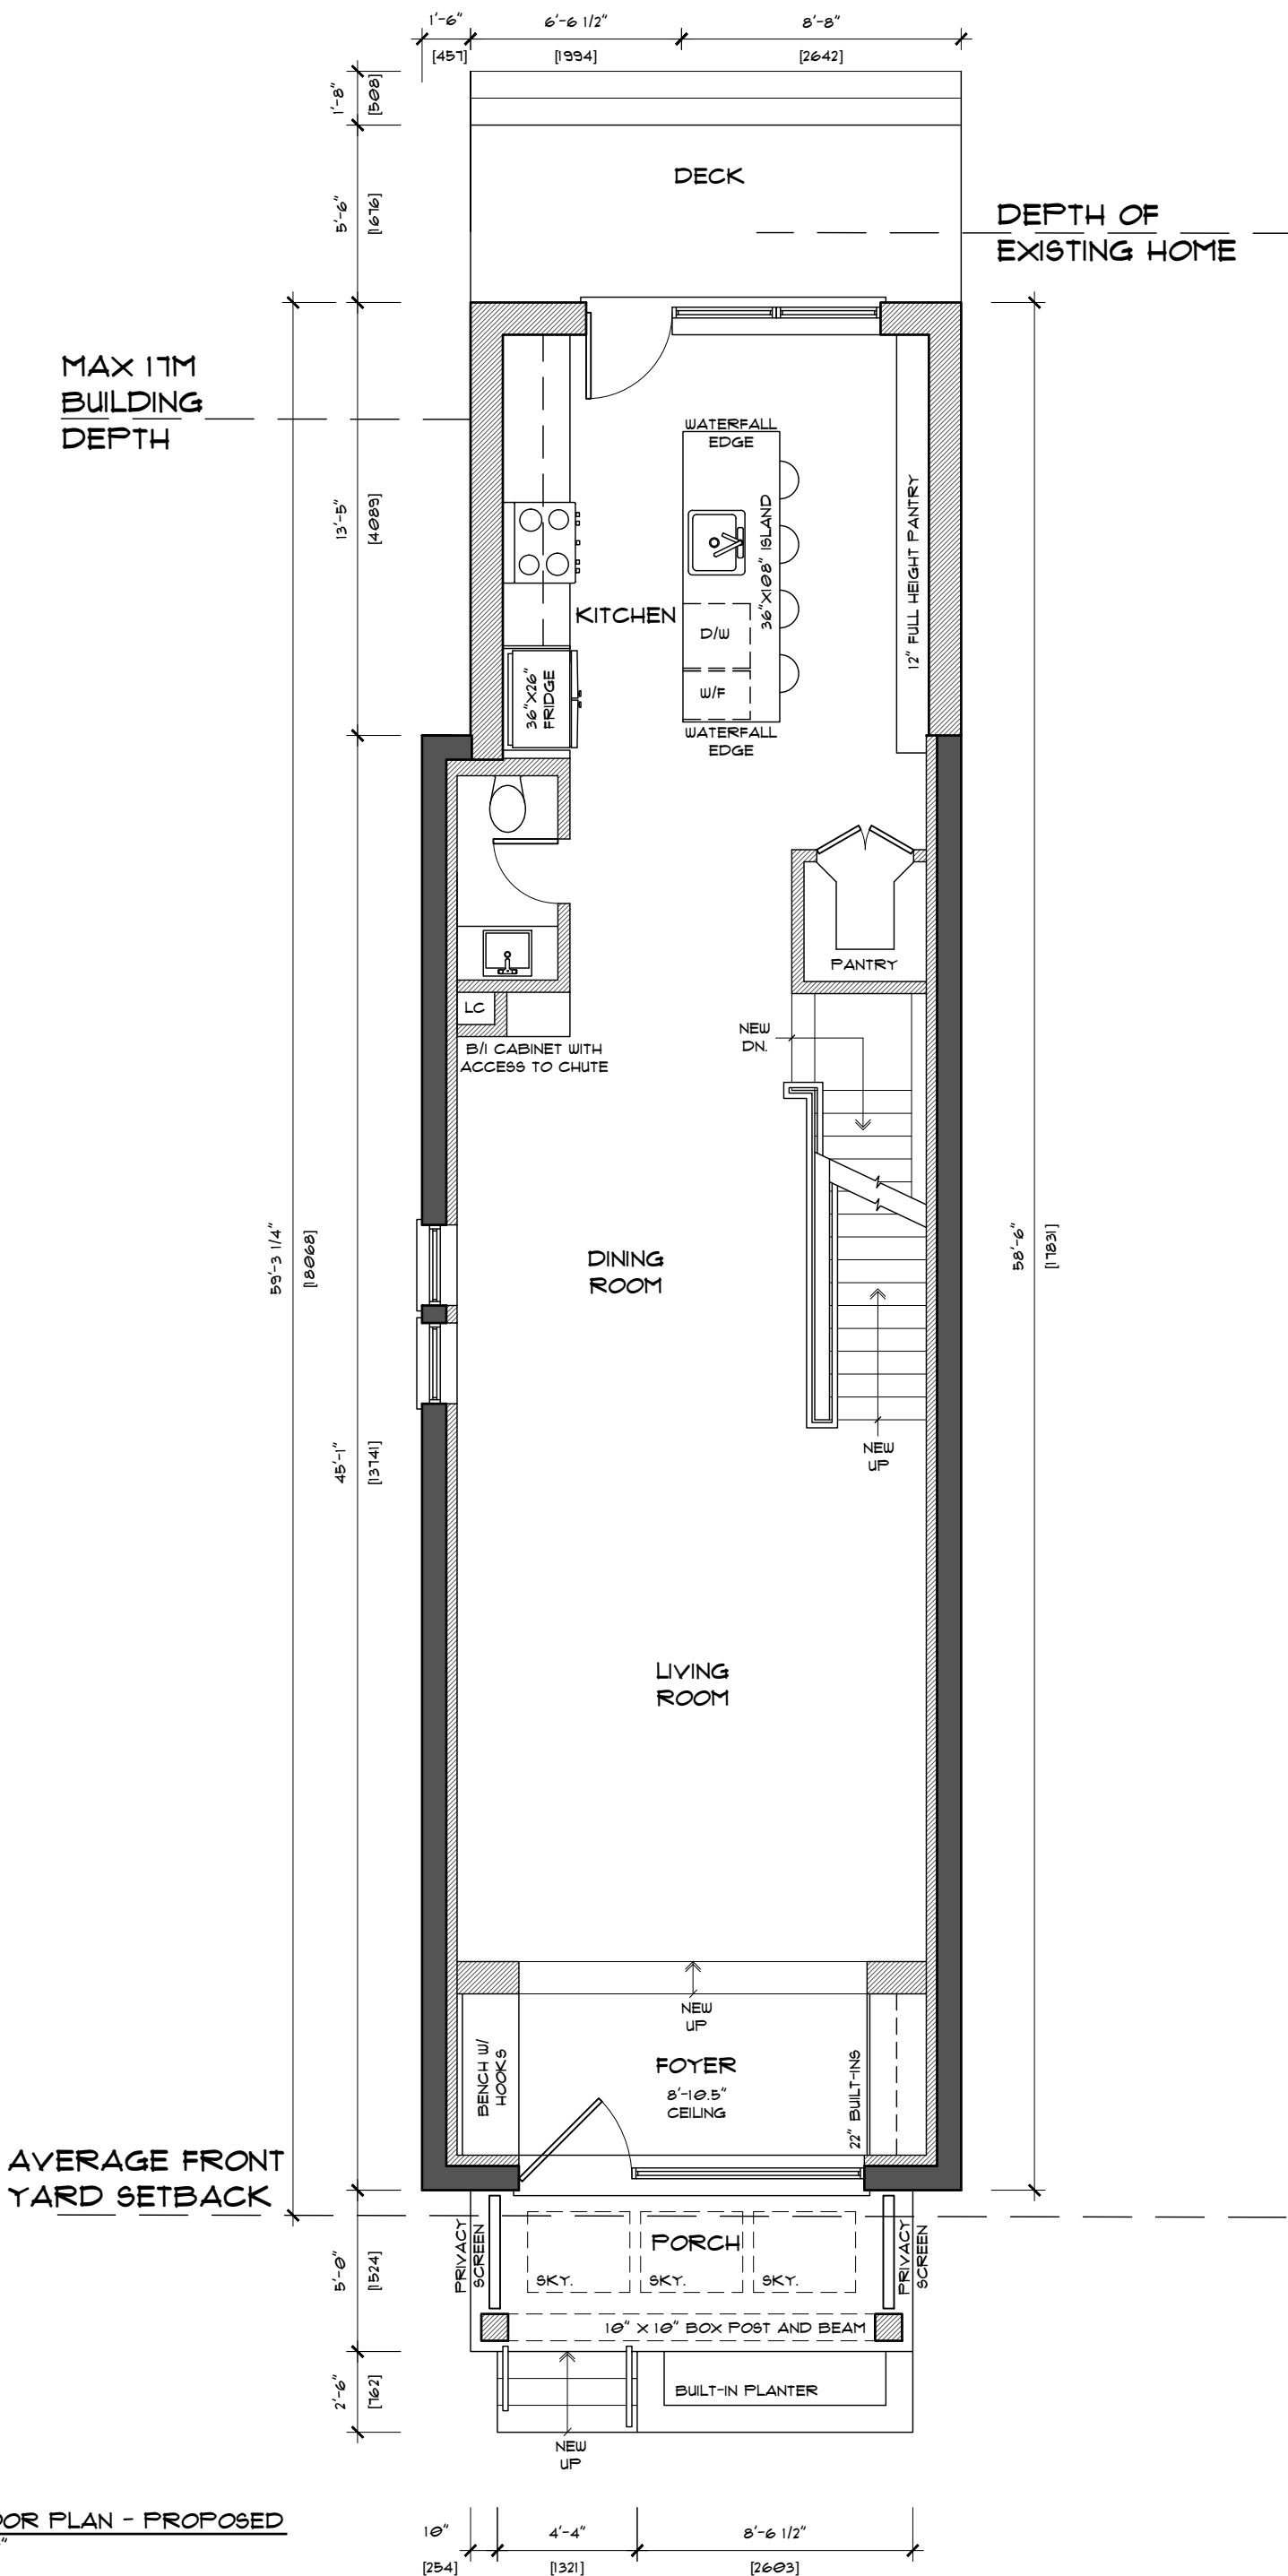 1'-6"
6'-6 1/2"
8'-8"
[457]
[1994]
[2642]
1'-8"
[508]
DECK
5'-6"
[1676]
DEPTH OF
EXISTING HOME
MAX 17M
BUILDING
DEPTH
WATERFALL
EDGE
13'-5"
[4089]
36"X108" ISLAND
12" FULL HEIGHT PANTRY
KITCHEN
D/W
W/F
36"X26"
FRIDGE
WATERFALL
EDGE
PANTRY
LC
B/I CABINET WITH
ACCESS TO CHUTE
NEW
DN.
59'-3 1/4"
[18068]
DINING
ROOM
58'-6"
[17831]
45'-1"
[13741]
NEW
UP
LIVING
ROOM
NEW
UP
BENCH W/
HOOKS
FOYER
8'-10.5"
CEILING
22" BUILT-INS
AVERAGE FRONT
YARD SETBACK
PRIVACY
SCREEN
PORCH
PRIVACY
SCREEN
SKY.
SKY.
SKY.
5'-0"
[1524]
10" X 10" BOX POST AND BEAM
2'-6"
[762]
BUILT-IN PLANTER
NEW
UP
OOR PLAN - PROPOSED
10"
4'-4"
8'-6 1/2"
[254]
[1321]
[2603]